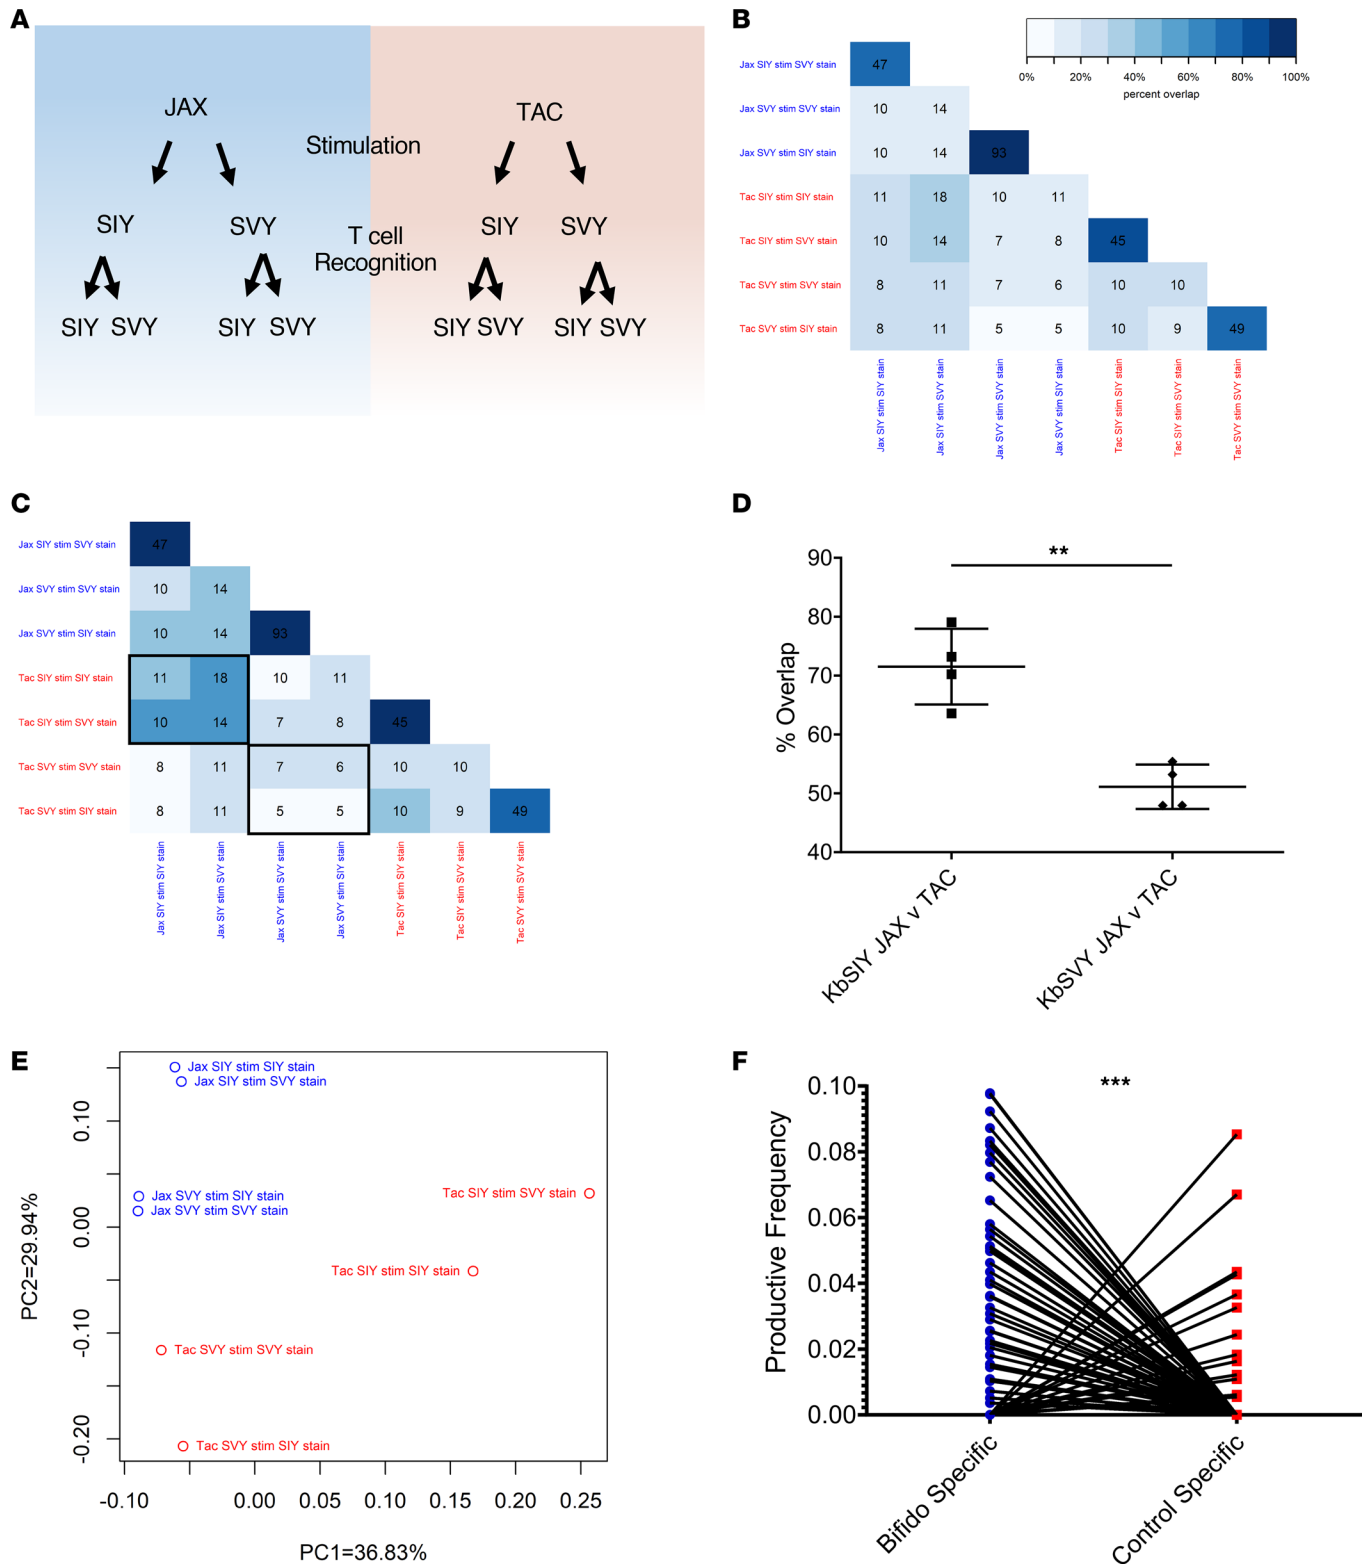 A
JAX
TAC
Stimulation
SIY
SVY
SIY
SVY
T cell
Recognition
SIY SVY
SIY SVY
SIY SVY
SIY SVY
B
0%
20%
40%
60%
80%
100%
percent overlap
Jax SIY stim SVY stain
47
Jax SVY stim SVY stain
10
14
Jax SVY stim SIY stain
10
14
93
Tac SIY stim SIY stain
11
18
10
11
Tac SIY stim SVY stain
10
14
7
8
45
Tac SVY stim SVY stain
8
11
7
6
10
10
Tac SVY stim SIY stain
8
11
5
5
10
9
49
Jax SIY stim SIY stain
Jax SIY stim SVY stain
Jax SVY stim SVY stain
Jax SVY stim SIY stain
Tac SIY stim SIY stain
Tac SIY stim SVY stain
Tac SVY stim SVY stain
C
Jax SIY stim SVY stain
47
Jax SVY stim SVY stain
10
14
Jax SVY stim SIY stain
10
14
93
Tac SIY stim SIY stain
11
18
10
11
Tac SIY stim SVY stain
10
14
7
8
45
Tac SVY stim SVY stain
8
11
7
6
10
10
Tac SVY stim SIY stain
8
11
5
5
10
9
49
Jax SIY stim SIY stain
Jax SIY stim SVY stain
Jax SVY stim SVY stain
Jax SVY stim SIY stain
Tac SIY stim SIY stain
Tac SIY stim SVY stain
Tac SVY stim SVY stain
D
% Overlap
90
80
70
60
50
40
**
KbSIY JAX v TAC
KbSVY JAX v TAC
E
PC2=29.94%
0.10
0.00
-0.10
-0.20
Jax SIY stim SIY stain
Jax SIY stim SVY stain
Jax SVY stim SIY stain
Jax SVY stim SVY stain
Tac SIY stim SVY stain
Tac SIY stim SIY stain
Tac SVY stim SVY stain
Tac SVY stim SIY stain
-0.10
0.00
0.05
0.10
0.15
0.20
0.25
PC1=36.83%
F
Productive Frequency
0.10
0.08
0.06
0.04
0.02
0.00
***
Bifido Specific
Control Specific